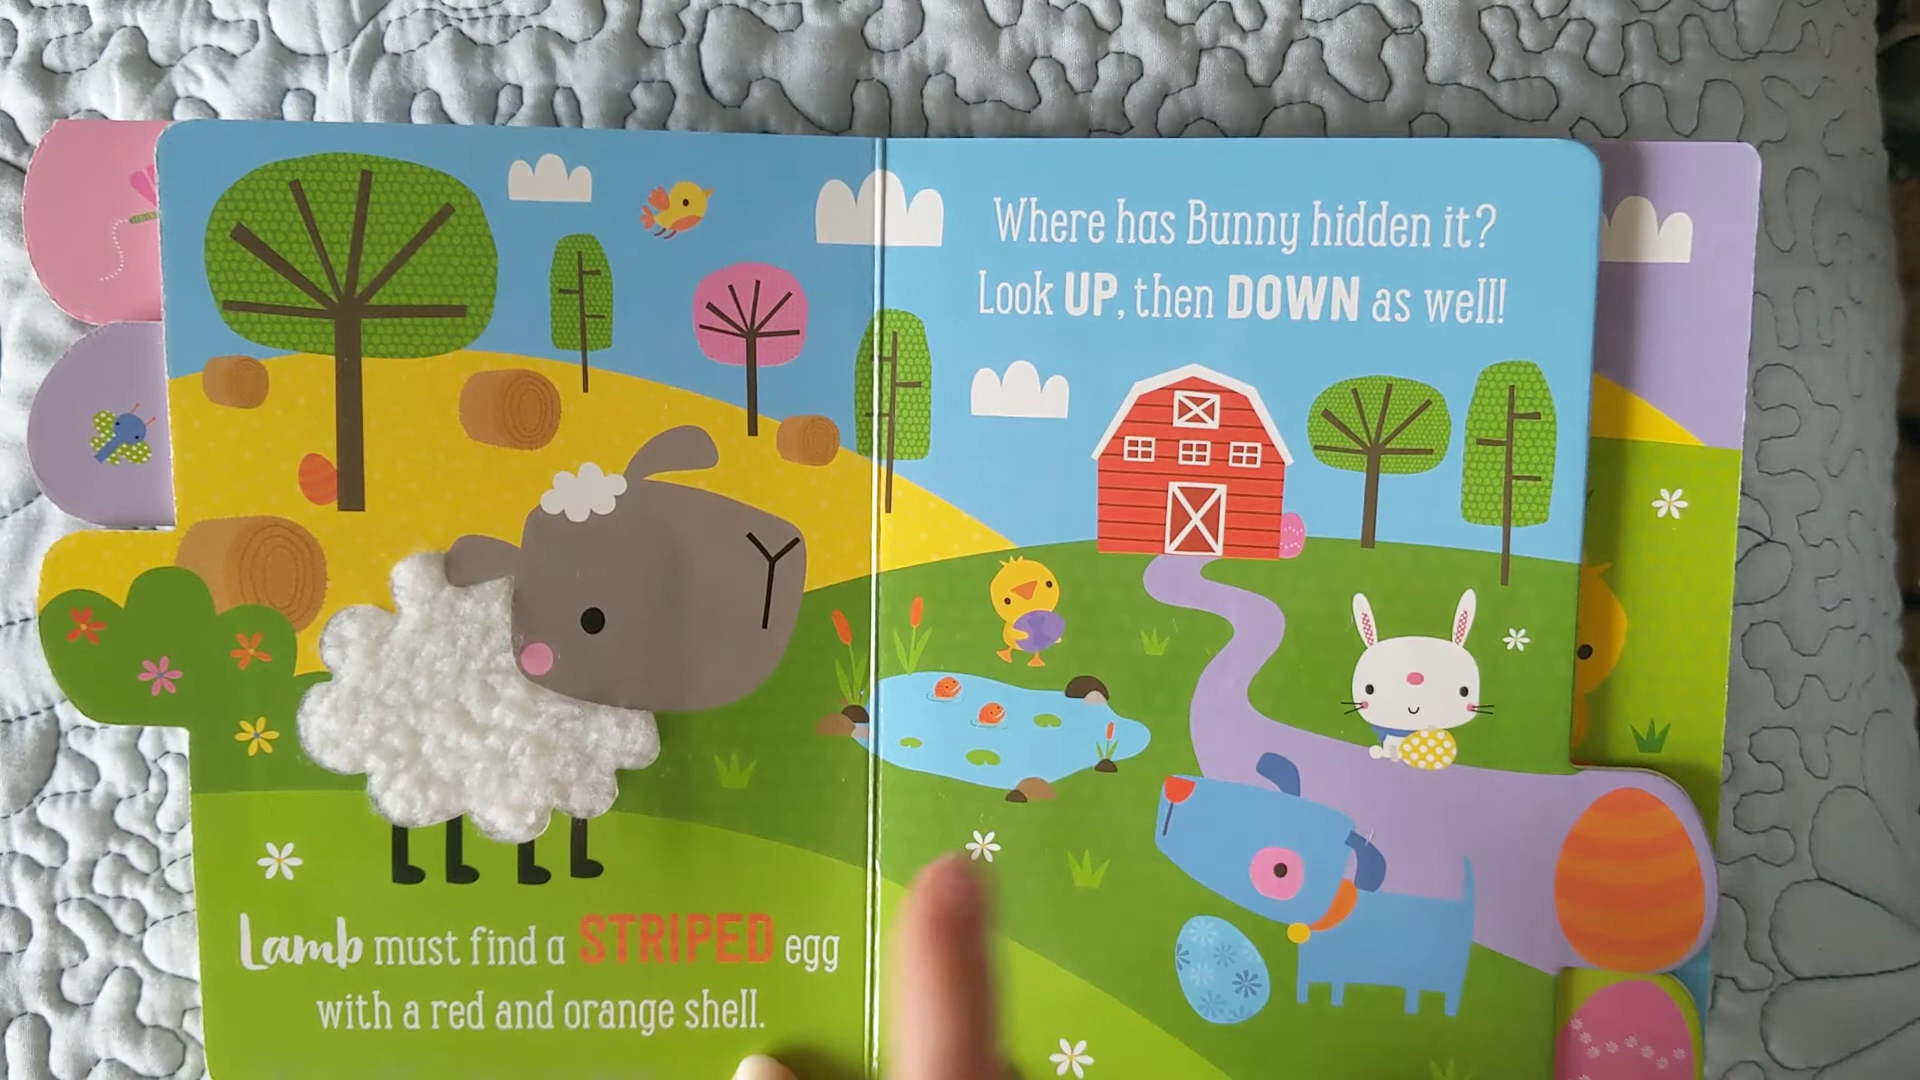 Lamb must find a STRIPED egg
with a red and orange shell.
Where has Bunny hidden it?
Look UP, then DOWN as well!